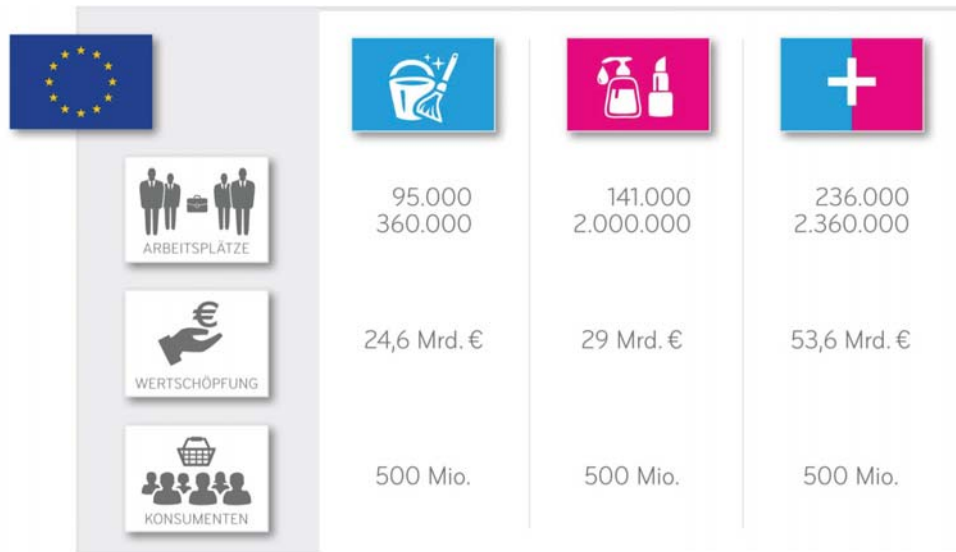 95.000
141.000
236.000
360.000
2.000.000
2.360.000
ARBEITSPLÄTZE
24,6 Mrd. €
29 Mrd. €
53,6 Mrd. €
WERTSCHÖPFUNG
500 Mio.
500 Mio.
500 Mio.
KONSUMENTEN